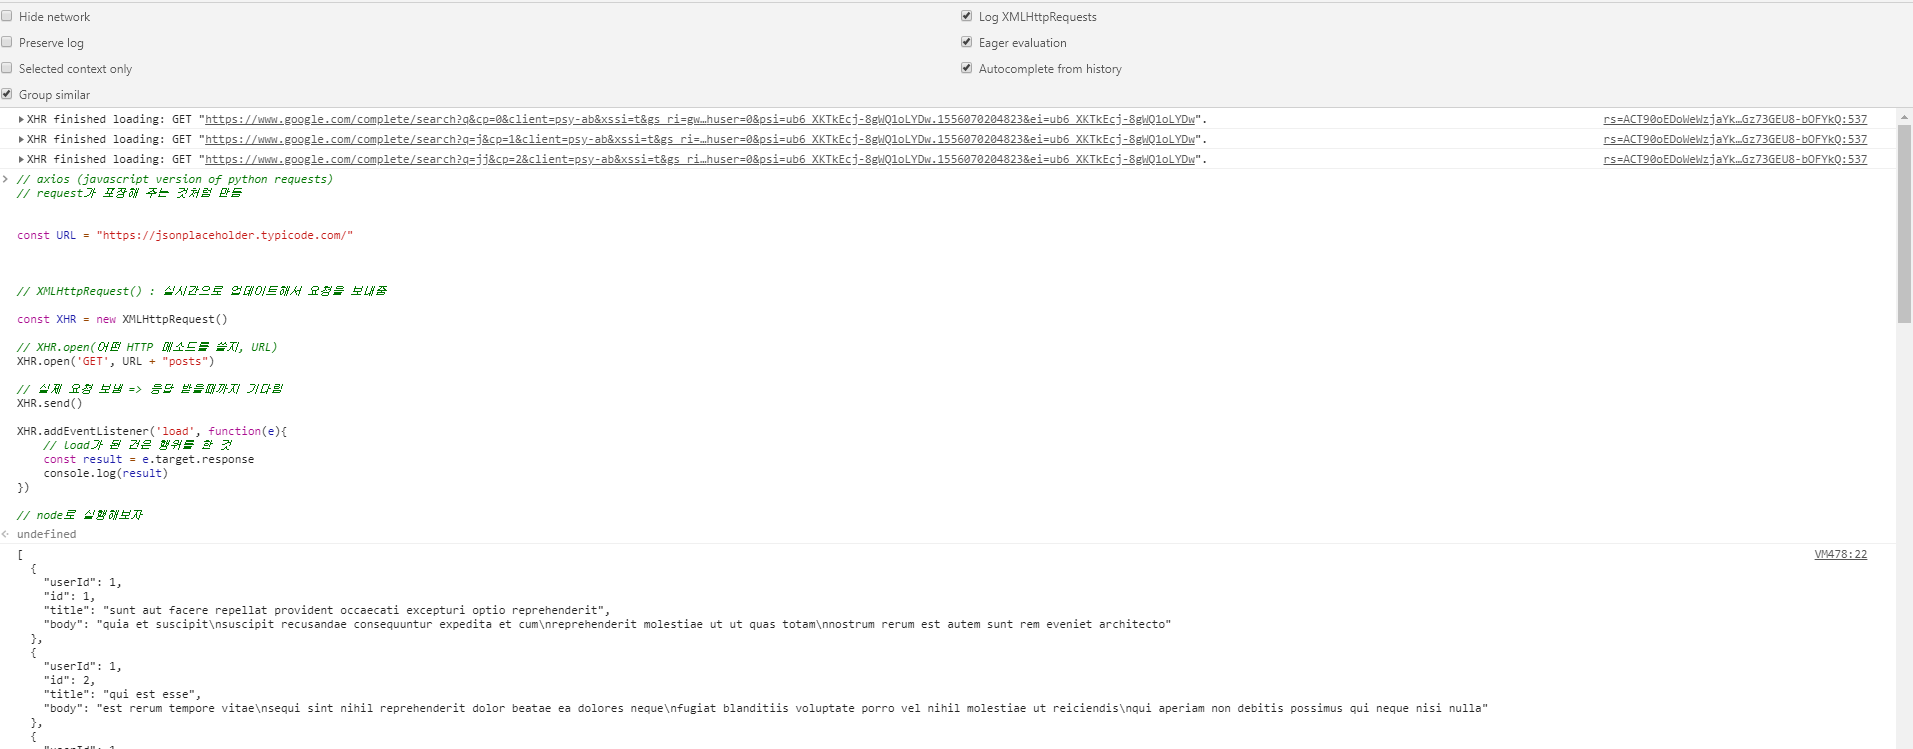 Hide network
Log XMLHttpRequests
Preserve log
Eager evaluation
Selected context only
Autocomplete from history
Group similar
XHR finished loading: GET "https://www.google.com/complete/search?q&cp=0&client=psy-ab&xssi=t&gs_ri=gw…huser=0&psi=ub6_XKTkEcj-8gWQ1oLYDw.1556070204823&ei=ub6_XKTkEcj-8gWQ1oLYDw". rs=ACT90oEDoWeWzjaYk…Gz73GEU8-bOFYkQ:537
XHR finished loading: GET "https://www.google.com/complete/search?q=j&cp=1&client=psy-ab&xssi=t&gs_ri=…huser=0&psi=ub6_XKTkEcj-8gWQ1oLYDw.1556070204823&ei=ub6_XKTkEcj-8gWQ1oLYDw". rs=ACT90oEDoWeWzjaYk…Gz73GEU8-bOFYkQ:537
XHR finished loading: GET "https://www.google.com/complete/search?q=jj&cp=2&client=psy-ab&xssi=t&gs_ri…huser=0&psi=ub6_XKTkEcj-8gWQ1oLYDw.1556070204823&ei=ub6_XKTkEcj-8gWQ1oLYDw". rs=ACT90oEDoWeWzjaYk…Gz73GEU8-bOFYkQ:537
// axios (javascript version of python requests)
// request가 포장해 주는 것처럼 만듬
const URL = "https://jsonplaceholder.typicode.com/"
// XMLHttpRequest() : 실시간으로 업데이트해서 요청을 보내줌
const XHR = new XMLHttpRequest()
// XHR.open(어떤 HTTP 메소드를 쓸지, URL)
XHR.open('GET', URL + "posts")
// 실제 요청 보냄 => 응답 받을때까지 기다림
XHR.send()
XHR.addEventListener('load', function(e){
// load가 된 건은 행위를 할 것
const result = e.target.response
console.log(result)
})
// node로 실행해보자
undefined
[ VM478:22
{
"userId": 1,
"id": 1,
"title": "sunt aut facere repellat provident occaecati excepturi optio reprehenderit",
"body": "quia et suscipit\nsuscipit recusandae consequuntur expedita et cum\nreprehenderit molestiae ut ut quas totam\nnostrum rerum est autem sunt rem eveniet architecto"
},
{
"userId": 1,
"id": 2,
"title": "qui est esse",
"body": "est rerum tempore vitae\nsequi sint nihil reprehenderit dolor beatae ea dolores neque\nfugiat blanditiis voluptate porro vel nihil molestiae ut reiciendis\nqui aperiam non debitis possimus qui neque nisi nulla"
},
{
"userId": 1,